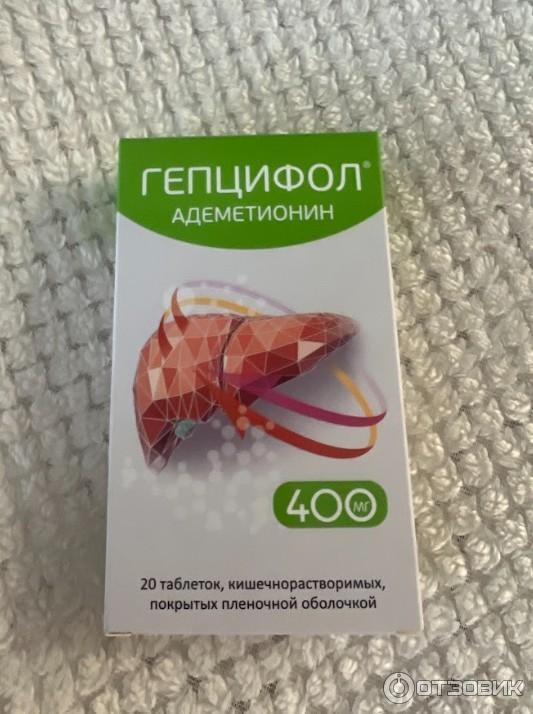 ГЕПЦИФОЛ®
АДЕМЕТИОНИН
400 мг
20 таблеток, кишечнорастворимых,
покрытых пленочной оболочкой
ОТЗОВИК